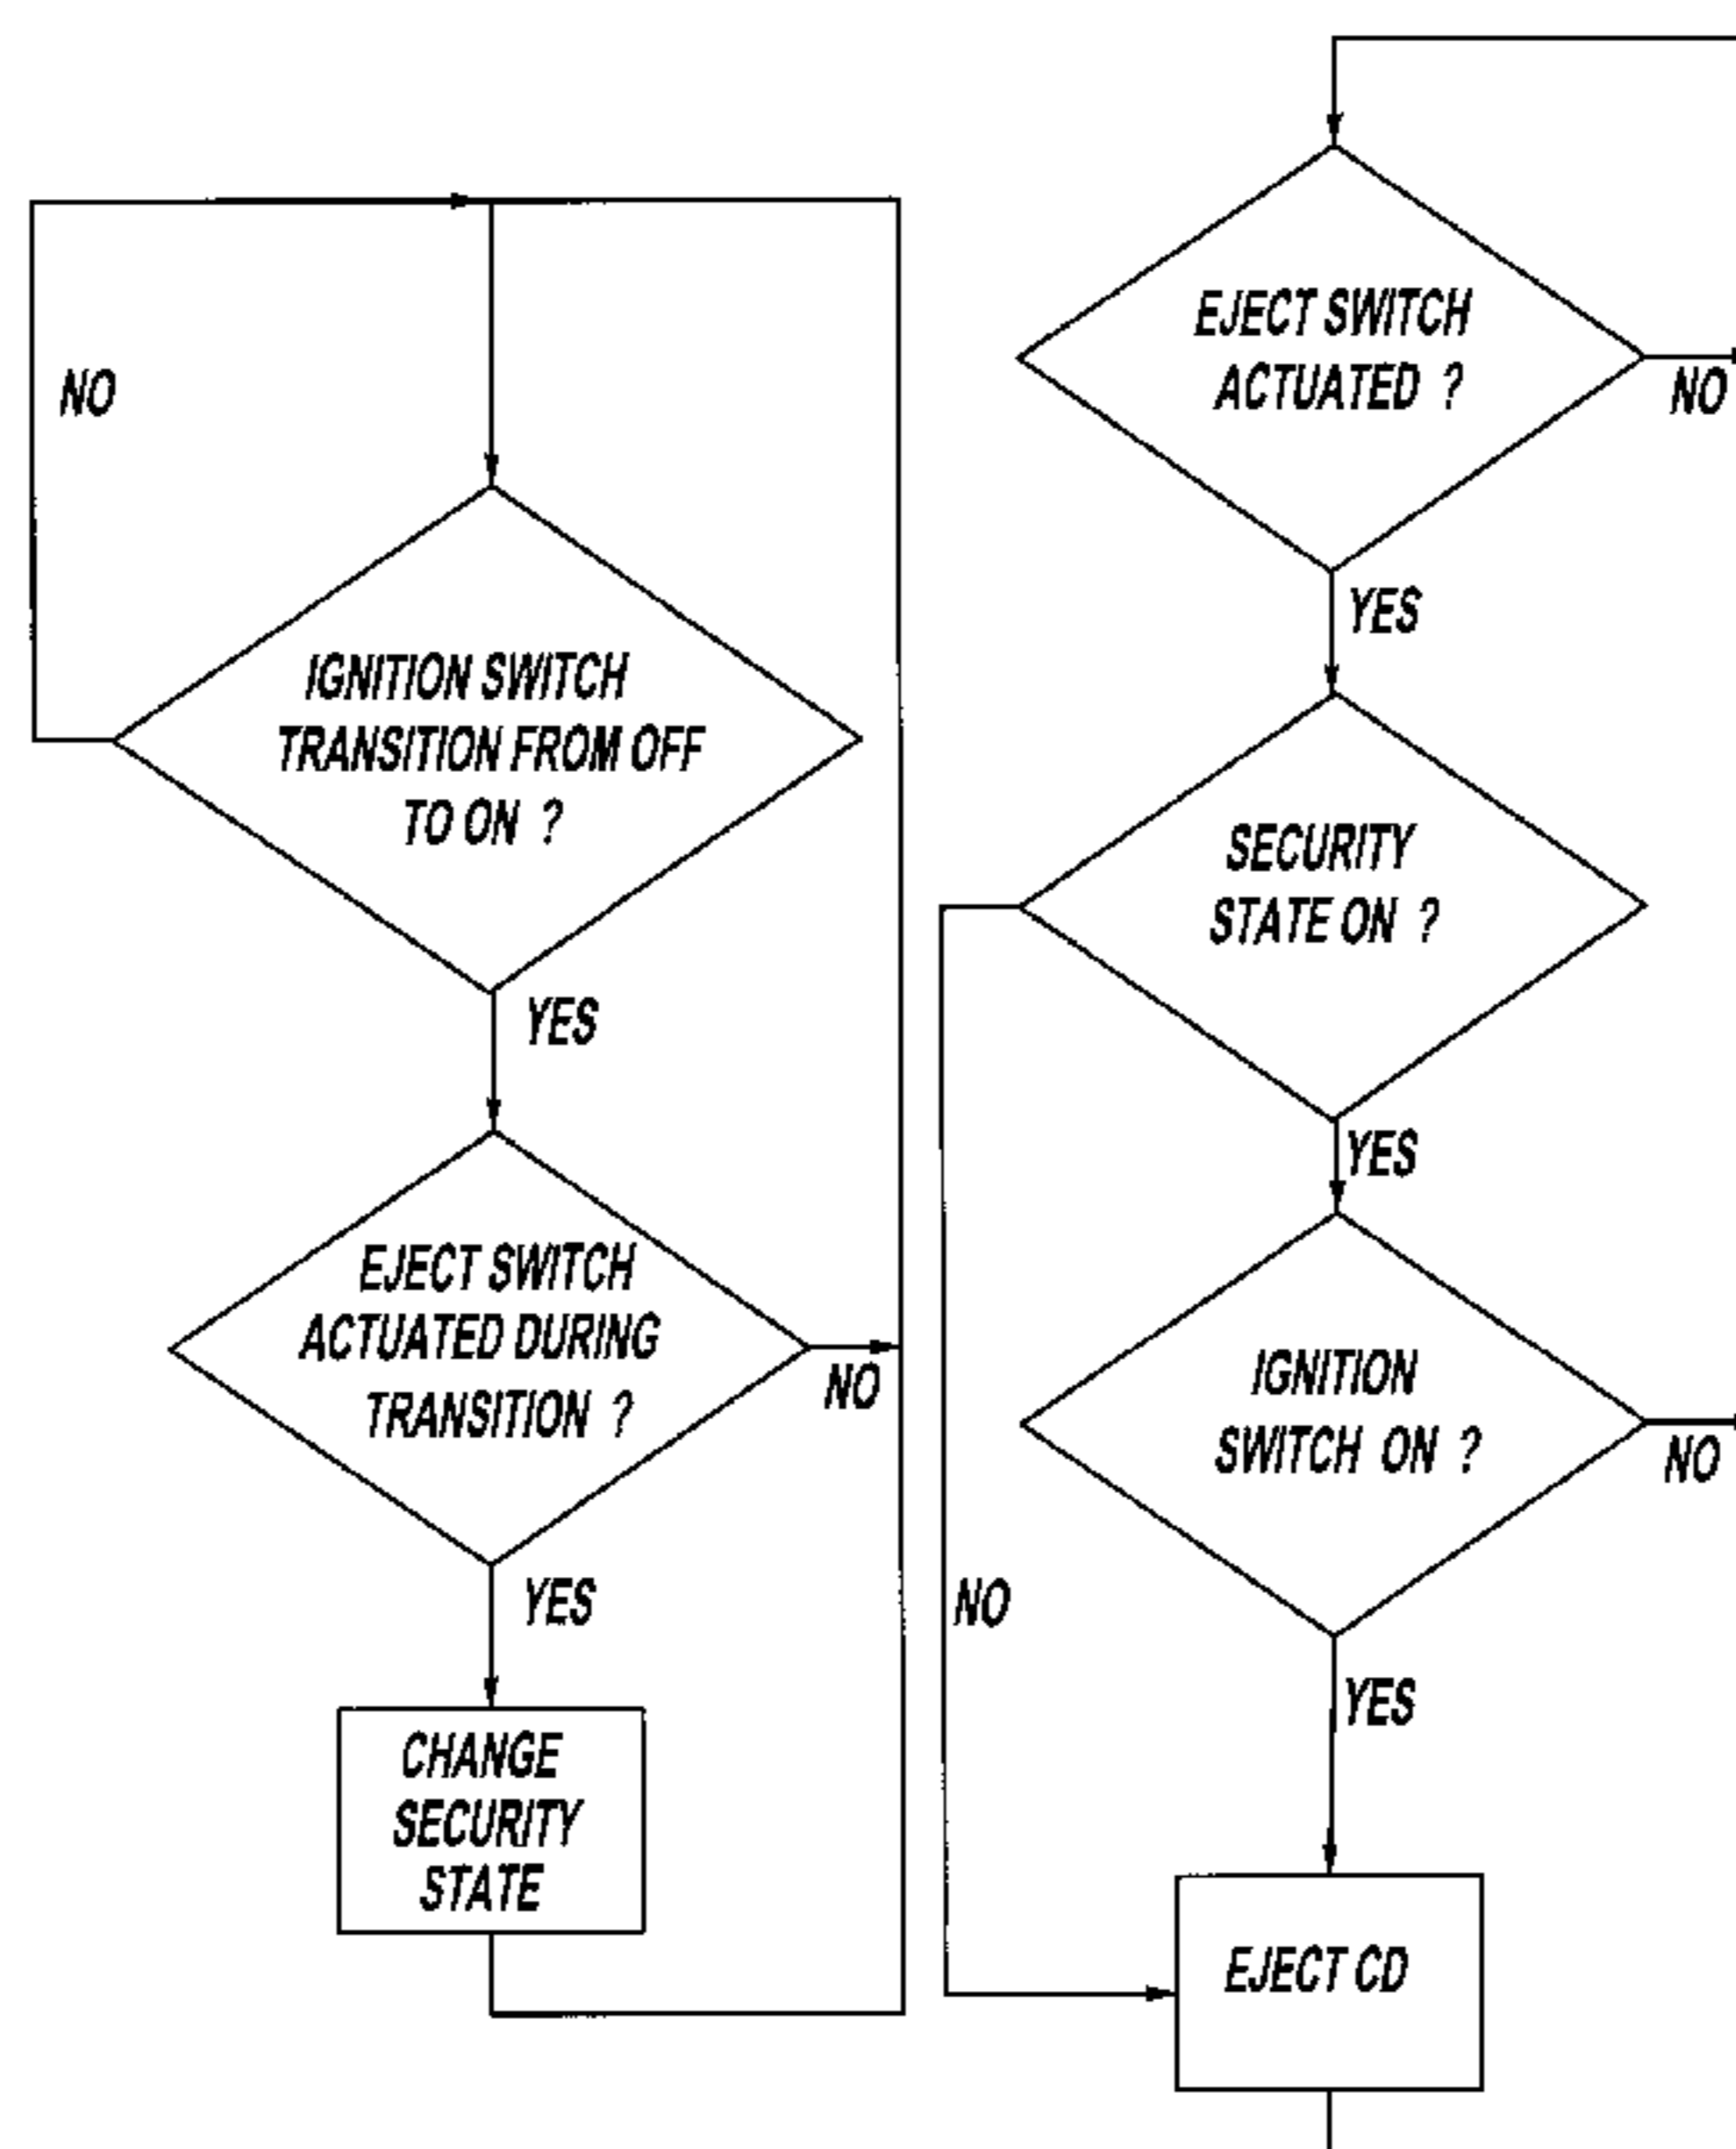 NO
IGNITION SWITCH
TRANSITION FROM OFF
TO ON ?
YES
EJECT SWITCH
ACTUATED DURING
TRANSITION ?
NO
YES
CHANGE
SECURITY
STATE
EJECT SWITCH
ACTUATED ?
NO
YES
SECURITY
STATE ON ?
YES
NO
IGNITION
SWITCH ON ?
NO
YES
EJECT CD